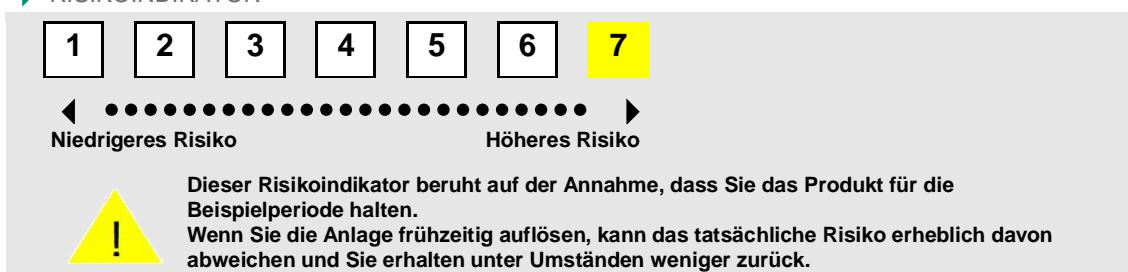 RISIKOINDIKATOR
1 2 3 4 5 6 7
Niedrigeres Risiko Höheres Risiko
!
Dieser Risikoindikator beruht auf der Annahme, dass Sie das Produkt für die
Beispielperiode halten.
Wenn Sie die Anlage frühzeitig auflösen, kann das tatsächliche Risiko erheblich davon
abweichen und Sie erhalten unter Umständen weniger zurück.